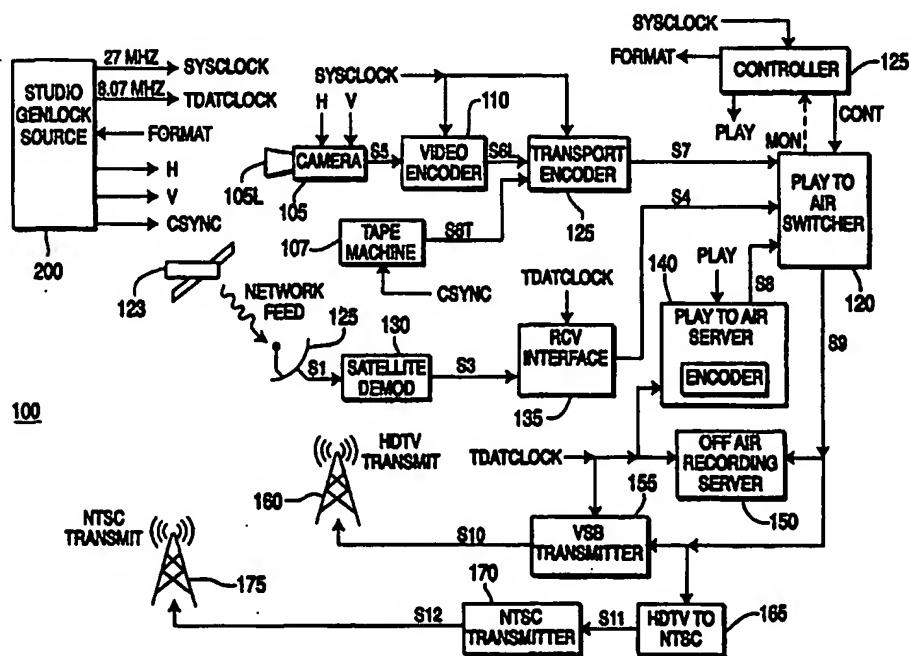 SYSCLOCK
FORMAT
CONTROLLER
125
PLAY
MON
CONT
27 MHZ
SYSCLOCK
8.07 MHZ
TDATCLOCK
STUDIO
GENLOCK
SOURCE
FORMAT
H
V
CSYNC
200
SYSCLOCK
H
V
110
CAMERA
105L
105
S5
VIDEO
ENCODER
S6L
TRANSPORT
ENCODER
125
S7
PLAY TO
AIR
SWITCHER
120
TAPE
MACHINE
107
S6T
CSYNC
S4
123
NETWORK
FEED
125
S1
130
SATELLITE
DEMOD
S3
TDATCLOCK
RCV
INTERFACE
135
PLAY
140
S8
PLAY TO AIR
SERVER
ENCODER
S9
100
HDTV
TRANSMIT
160
TDATCLOCK
OFF AIR
RECORDING
SERVER
150
155
VSB
TRANSMITTER
S10
NTSC
TRANSMIT
175
170
NTSC
TRANSMITTER
S12
S11
HDTV TO
NTSC
165